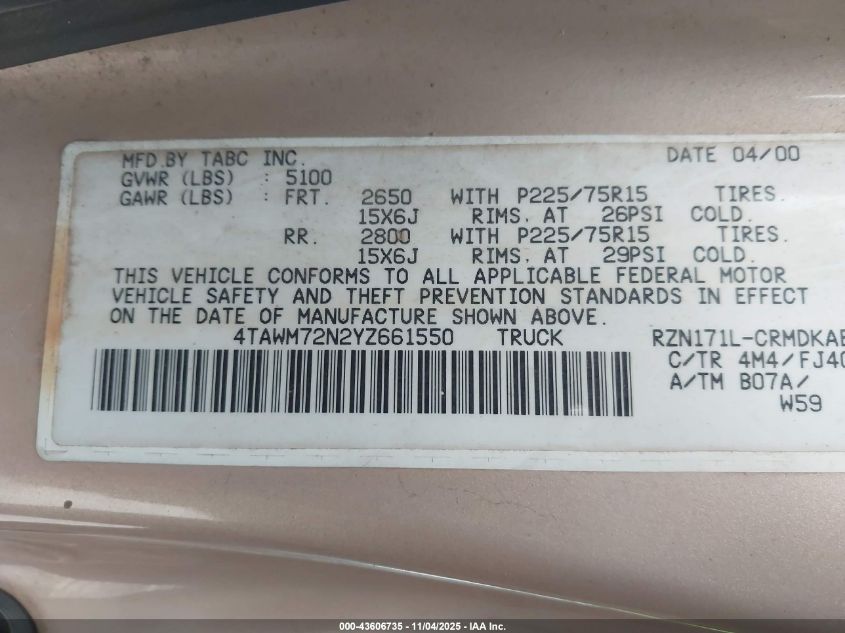 MFD.BY TABC INC. DATE 04/00
GVWR (LBS) : 5100
GAWR (LBS) : FRT. 2650 WITH P225/75R15 TIRES.
15X6J RIMS. AT 26PSI COLD.
RR. 2800 WITH P225/75R15 TIRES.
15X6J RIMS. AT 29PSI COLD.
THIS VEHICLE CONFORMS TO ALL APPLICABLE FEDERAL MOTOR
VEHICLE SAFETY AND THEFT PREVENTION STANDARDS IN EFFECT
ON THE DATE OF MANUFACTURE SHOWN ABOVE.
4TAWM72N2YZ661550 TRUCK RZN171L-CRMDKAB
C/TR 4M4/FJ40
A/TM B07A/
W59
000-43606735 - 11/04/2025 - IAA Inc.